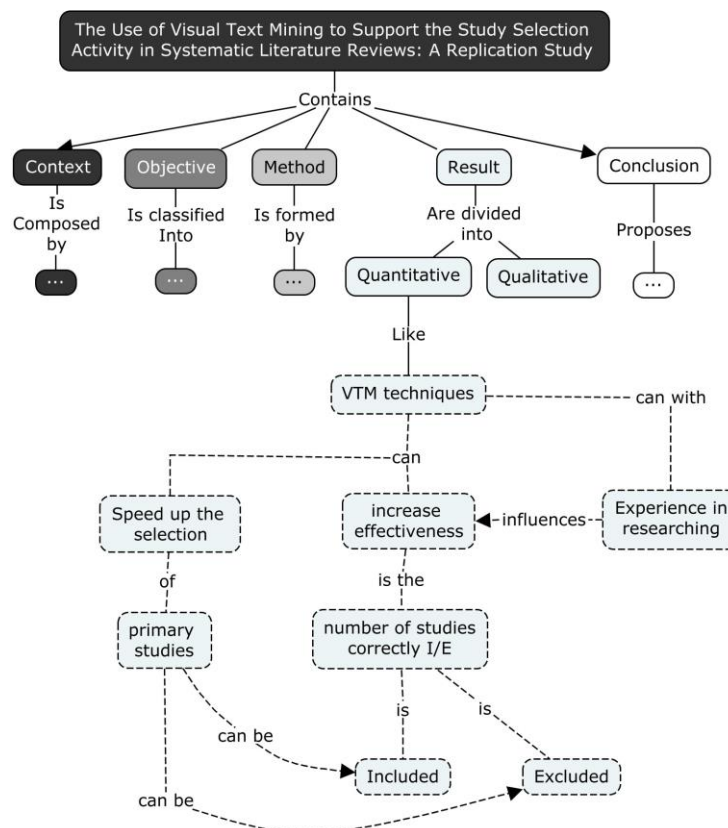 The Use of Visual Text Mining to Support the Study Selection
Activity in Systematic Literature Reviews: A Replication Study
Contains
Context
Objective
Method
Result
Conclusion
Is
Composed
by
Is classified
Into
Is formed
by
Are divided
into
Proposes
...
...
...
Quantitative
Qualitative
...
Like
VTM techniques
can with
can
Speed up the
selection
increase
effectiveness
influences
Experience in
researching
of
is the
primary
studies
number of studies
correctly I/E
is
is
can be
Included
Excluded
can be